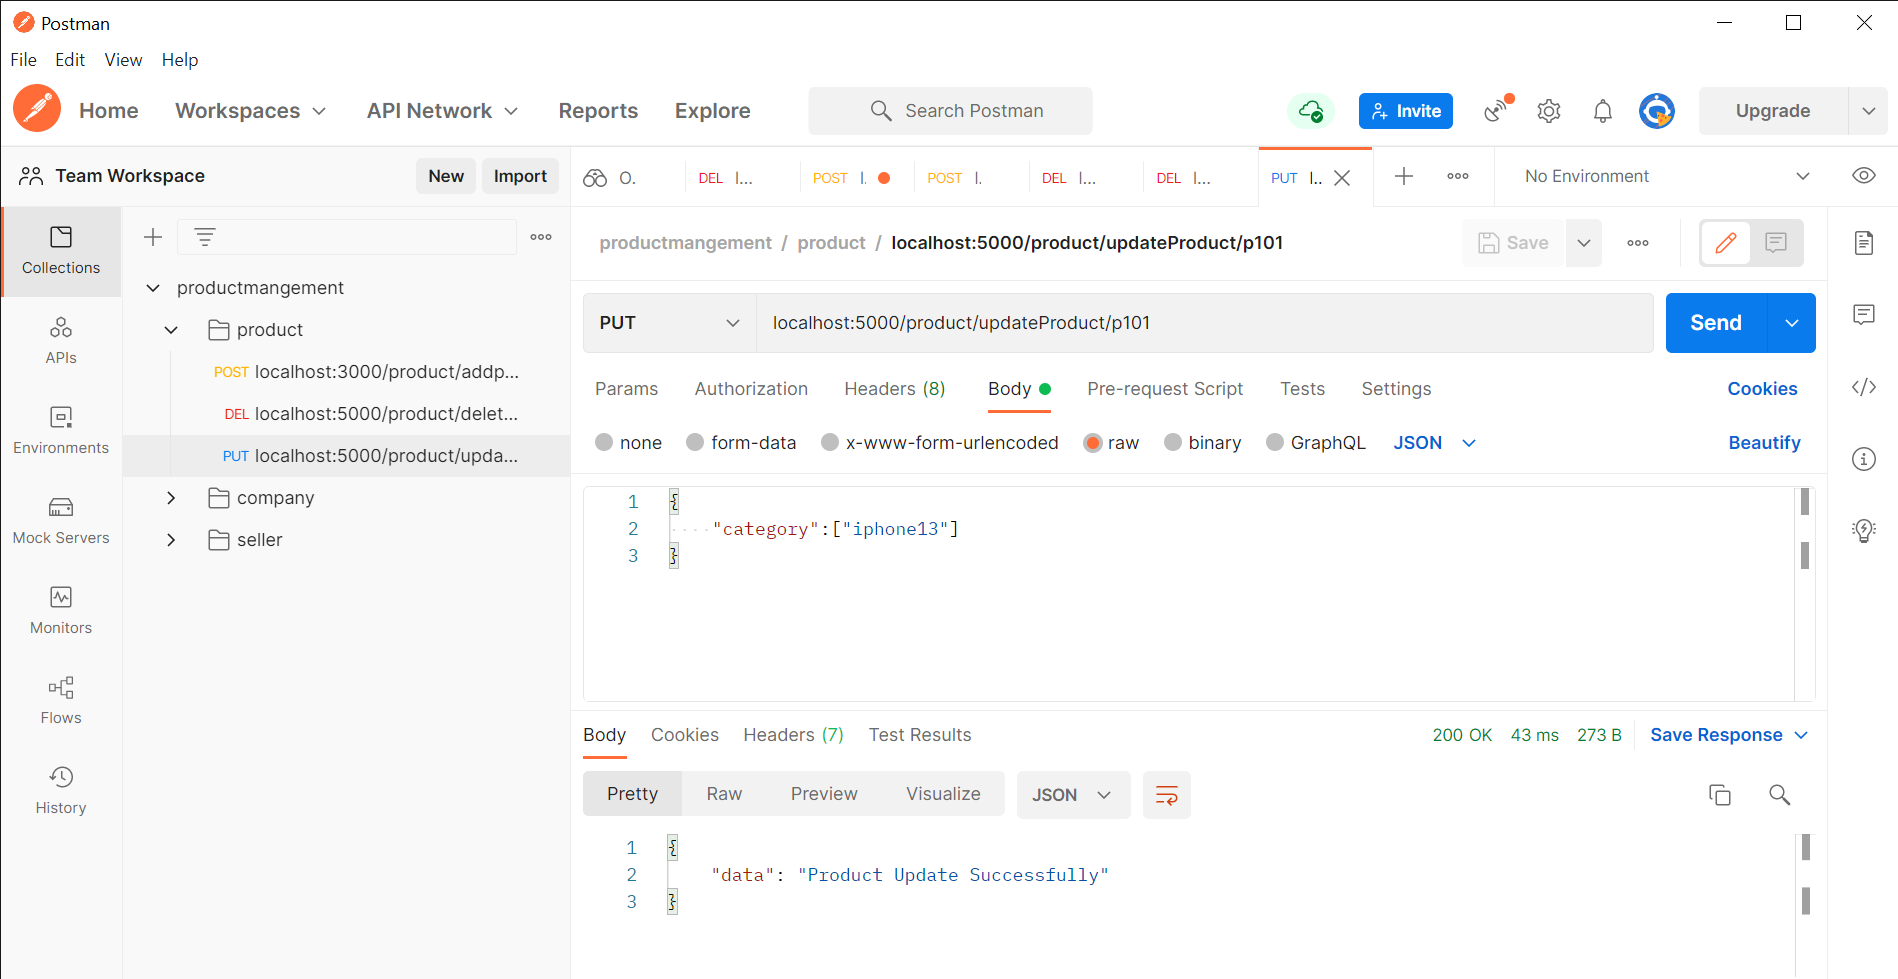 Postman
File Edit View Help
Home Workspaces API Network Reports Explore Search Postman Invite Upgrade
Team Workspace New Import
O. DEL l... POST l. POST l. DEL l... DEL l... PUT l.. No Environment
Collections
APIs
Environments
Mock Servers
Monitors
Flows
History
productmangement
product
POST localhost:3000/product/addp...
DEL localhost:5000/product/delet...
PUT localhost:5000/product/upda...
company
seller
productmangement / product / localhost:5000/product/updateProduct/p101 Save
PUT localhost:5000/product/updateProduct/p101 Send
Params Authorization Headers (8) Body Pre-request Script Tests Settings Cookies
none form-data x-www-form-urlencoded raw binary GraphQL JSON Beautify
1 {
2 "category":["iphone13"]
3 }
Body Cookies Headers (7) Test Results 200 OK 43 ms 273 B Save Response
Pretty Raw Preview Visualize JSON
1 {
2 "data": "Product Update Successfully"
3 }